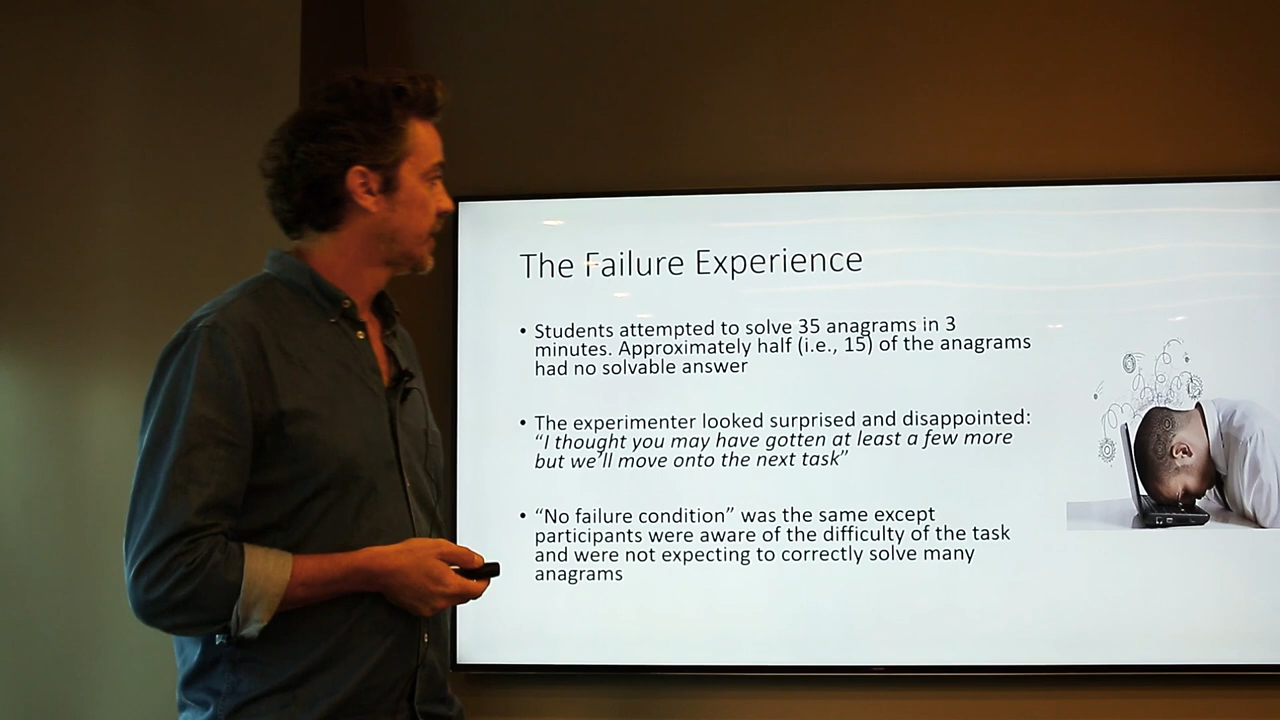 The Failure Experience
• Students attempted to solve 35 anagrams in 3
minutes. Approximately half (i.e., 15) of the anagrams
had no solvable answer
• The experimenter looked surprised and disappointed:
“I thought you may have gotten at least a few more
but we’ll move onto the next task”
• “No failure condition” was the same except
participants were aware of the difficulty of the task
and were not expecting to correctly solve many
anagrams